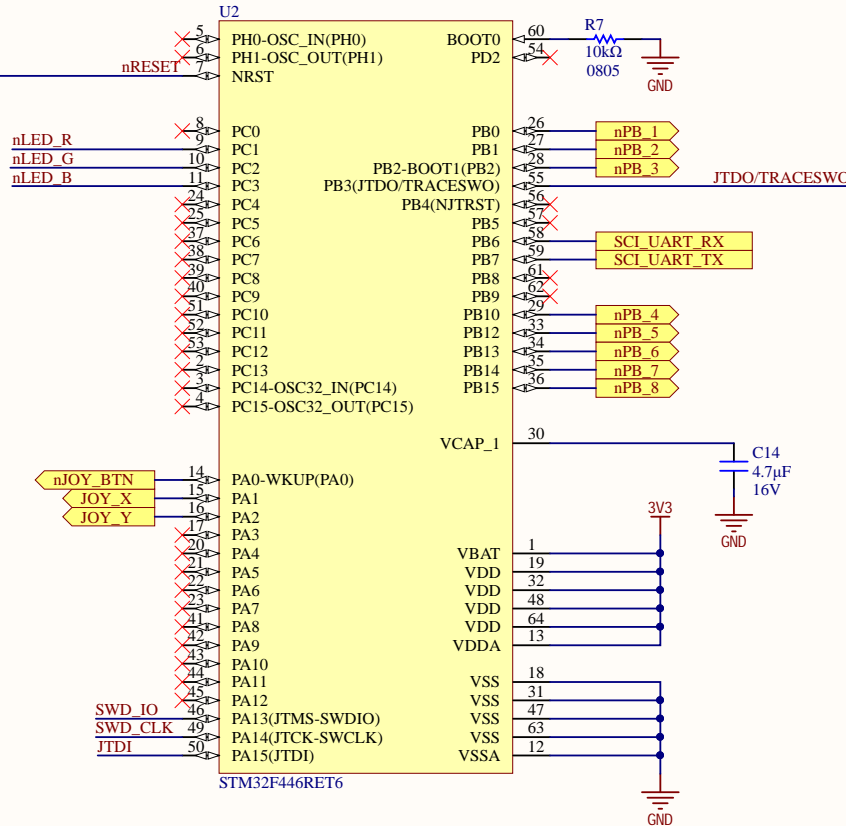 U2
5 PH0-OSC_IN(PH0) BOOT0 60 R7
6 PH1-OSC_OUT(PH1) PD2 54 10kΩ
nRESET 7 NRST 0805
GND
8 PC0 PB0 26 nPB_1
nLED_R 9 PC1 PB1 27 nPB_2
nLED_G 10 PC2 PB2-BOOT1(PB2) 28 nPB_3
nLED_B 11 PC3 PB3(JTDO/TRACESWO) 55 JTDO/TRACESWO
24 PC4 PB4(NJTRST) 56
25 PC5 PB5 57
37 PC6 PB6 58 SCI_UART_RX
38 PC7 PB7 59 SCI_UART_TX
39 PC8 PB8 61
40 PC9 PB9 62
51 PC10 PB10 29 nPB_4
52 PC11 PB12 33 nPB_5
53 PC12 PB13 34 nPB_6
2 PC13 PB14 35 nPB_7
3 PC14-OSC32_IN(PC14) PB15 36 nPB_8
4 PC15-OSC32_OUT(PC15)
VCAP_1 30 C14
4.7µF
16V
nJOY_BTN 14 PA0-WKUP(PA0)
JOY_X 15 PA1
JOY_Y 16 PA2 3V3
17 PA3 GND
20 PA4 VBAT 1
21 PA5 VDD 19
22 PA6 VDD 32
23 PA7 VDD 48
41 PA8 VDD 64
42 PA9 VDDA 13
43 PA10
44 PA11 VSS 18
45 PA12 VSS 31
SWD_IO 46 PA13(JTMS-SWDIO) VSS 47
SWD_CLK 49 PA14(JTCK-SWCLK) VSS 63
JTDI 50 PA15(JTDI) VSSA 12
STM32F446RET6
GND